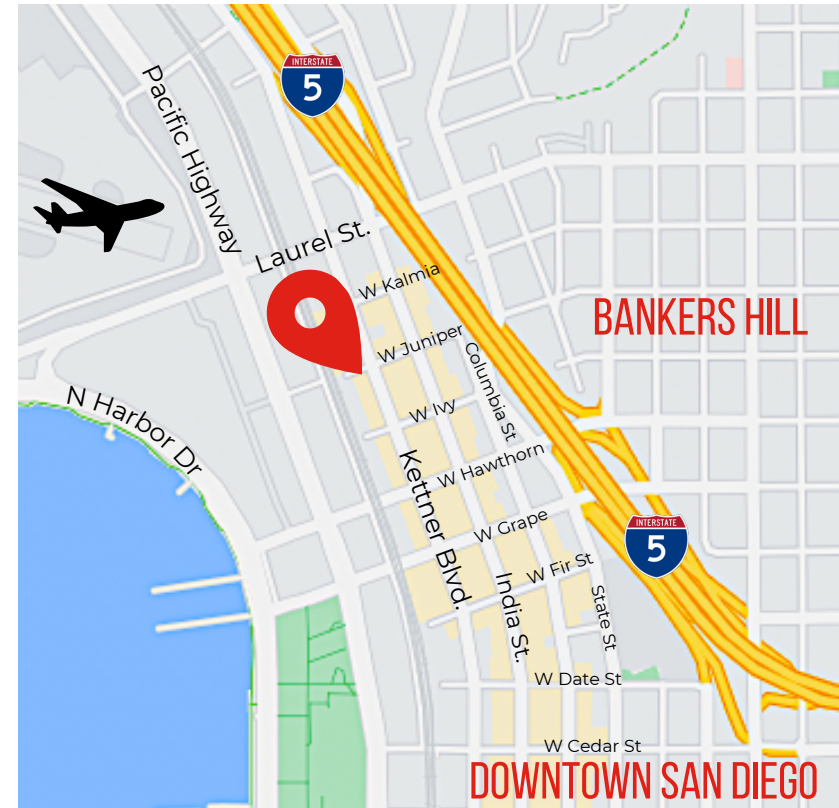 INTERSTATE
5
Pacific Highway
Laurel St.
W Kalmia
BANKERS HILL
W Juniper
Columbia St
N Harbor Dr
W Ivy
W Hawthorn
Kettner Blvd.
W Grape
INTERSTATE
5
W Fir St
India St.
State St
W Date St
W Cedar St
DOWNTOWN SAN DIEGO